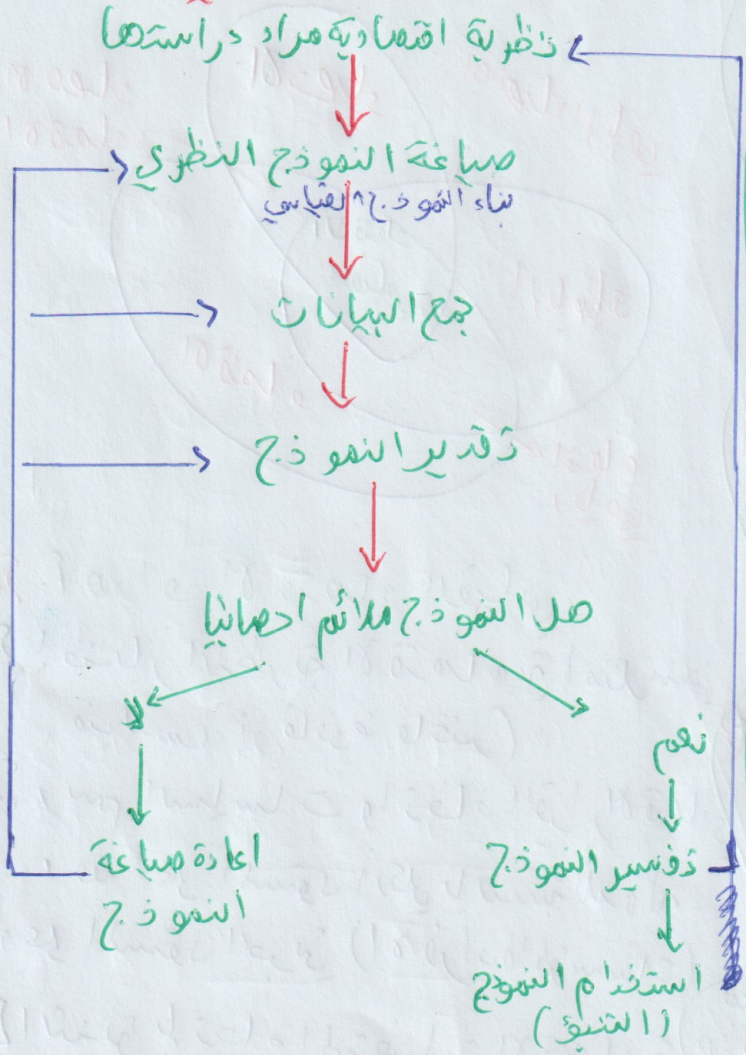 نظرية اقتصادية مراد دراستها
صياغة النموذج النظري
بناء النموذج القياسي
جمع البيانات
تقدير النموذج
هل النموذج ملائم احصائيا
لا
نعم
اعادة صياغة
النموذج
تفسير النموذج
استخدام النموذج
(التنبؤ)